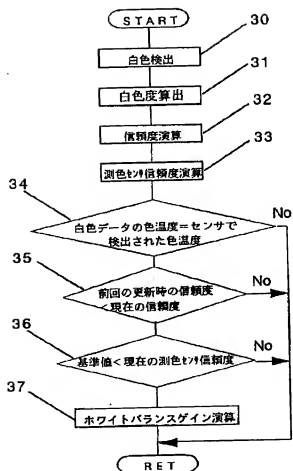 START
30
白色検出
31
白色度算出
32
信頼度演算
33
測色センサ信頼度演算
34
白色データの色温度=センサで
検出された色温度
No
35
前回の更新時の信頼度
<現在の信頼度
No
36
基準値<現在の測色センサ信頼度
No
37
ホワイトバランスゲイン演算
RET